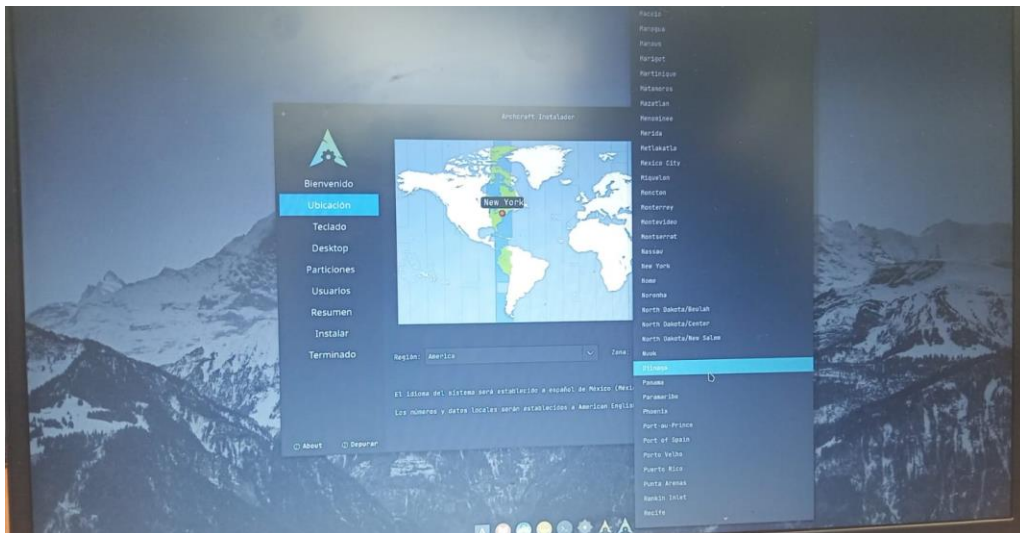 Archcraft Instalador
Bienvenido
Ubicación
Teclado
Desktop
Particiones
Usuarios
Resumen
Instalar
Terminado
New York
Región: America
Zona:
El idioma del sistema será establecido a español de México (Méxi
Los números y datos locales serán establecidos a American Englis
About
Depurar
Maceió
Managua
Manaus
Marigot
Martinique
Matamoros
Mazatlan
Menominee
Merida
Metlakatla
Mexico City
Miquelon
Moncton
Monterrey
Montevideo
Montserrat
Nassau
New York
Nome
Noronha
North Dakota/Beulah
North Dakota/Center
North Dakota/New Salem
Nuuk
Ojinaga
Panama
Paramaribo
Phoenix
Port-au-Prince
Port of Spain
Porto Velho
Puerto Rico
Punta Arenas
Rankin Inlet
Recife